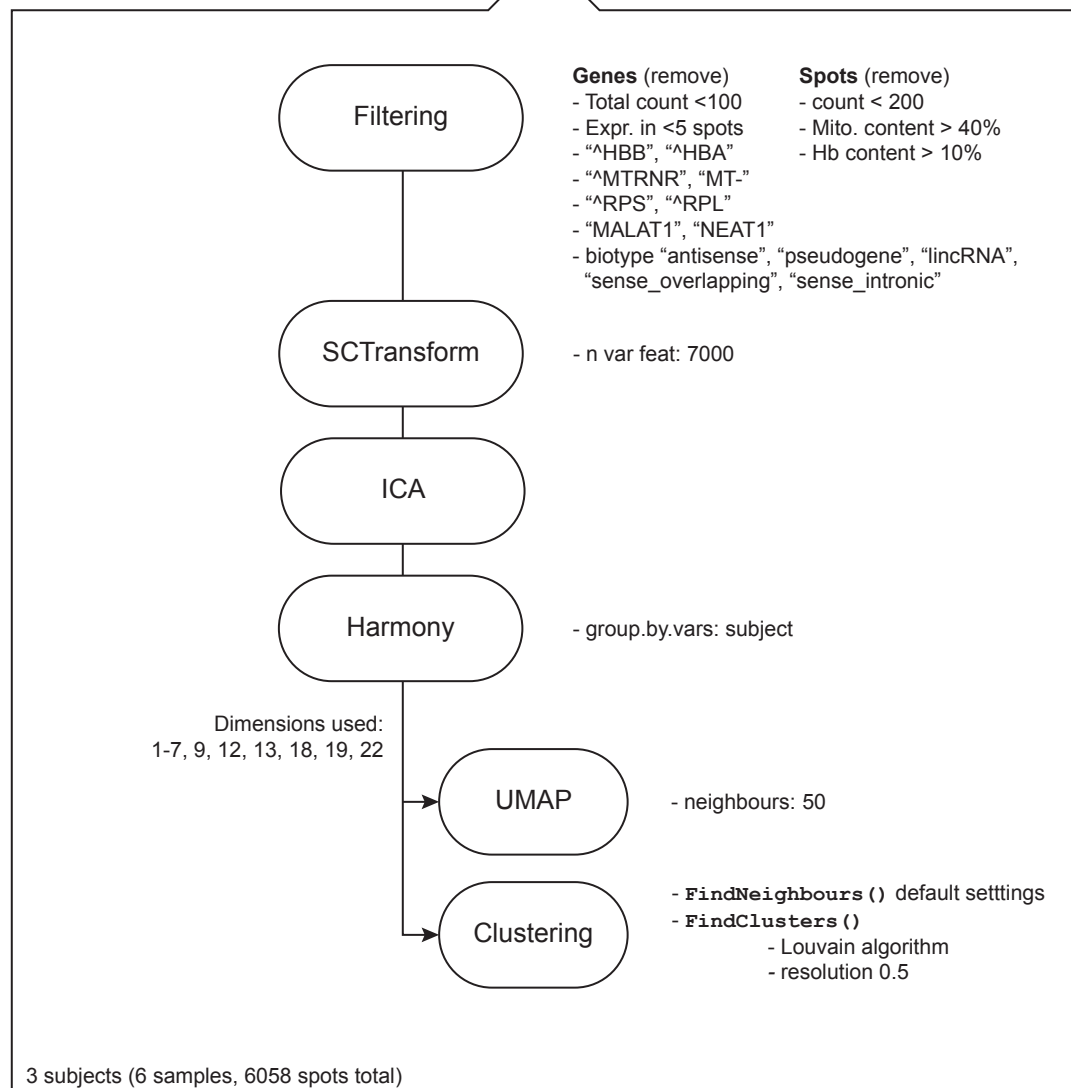 Filtering
Genes (remove)
- Total count <100
- Expr. in <5 spots
- “^HBB”, “^HBA”
- “^MTRNR”, “MT-”
- “^RPS”, “^RPL”
- “MALAT1”, “NEAT1”
- biotype “antisense”, “pseudogene”, “lincRNA”,
“sense_overlapping”, “sense_intronic”
Spots (remove)
- count < 200
- Mito. content > 40%
- Hb content > 10%
SCTransform
- n var feat: 7000
ICA
Harmony
- group.by.vars: subject
Dimensions used:
1-7, 9, 12, 13, 18, 19, 22
UMAP
- neighbours: 50
Clustering
- FindNeighbours() default setttings
- FindClusters()
- Louvain algorithm
- resolution 0.5
3 subjects (6 samples, 6058 spots total)